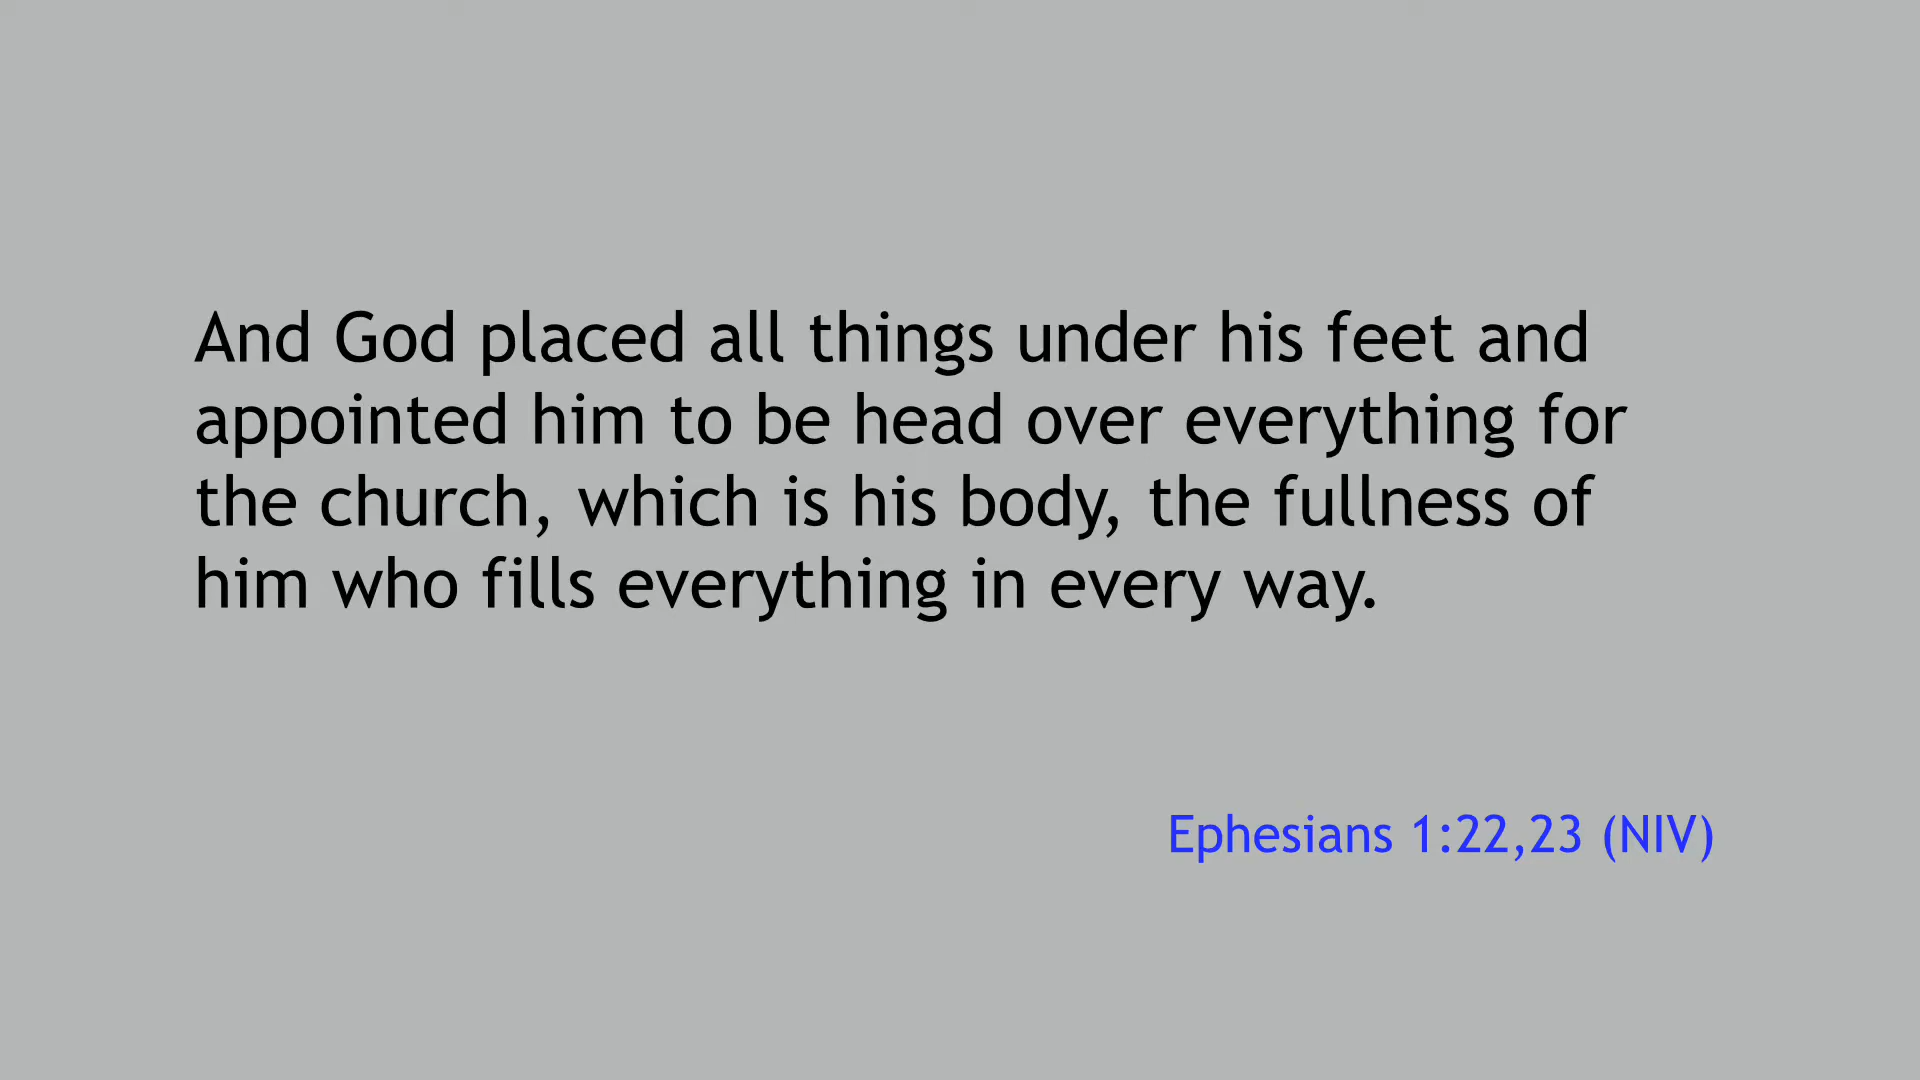 And God placed all things under his feet and
appointed him to be head over everything for
the church, which is his body, the fullness of
him who fills everything in every way.
Ephesians 1:22,23 (NIV)